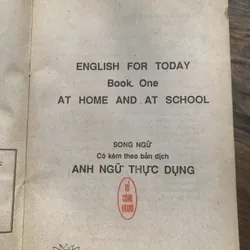 ENGLISH FOR TODAY
Book. One
AT HOME AND AT SCHOOL
SONG NGỮ
Có kèm theo bản dịch
ANH NGỮ THỰC DỤNG